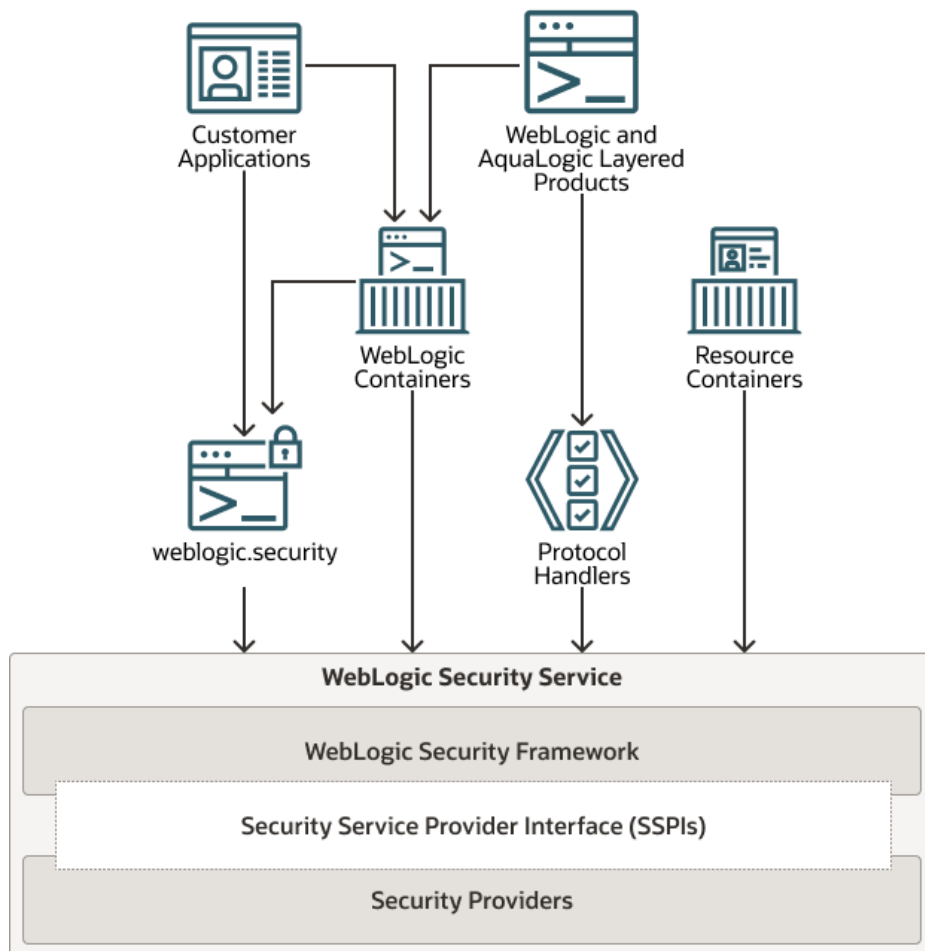 Customer
Applications
WebLogic and
AquaLogic Layered
Products
WebLogic
Containers
Resource
Containers
weblogic.security
Protocol
Handlers
WebLogic Security Service
WebLogic Security Framework
Security Service Provider Interface (SSPIs)
Security Providers